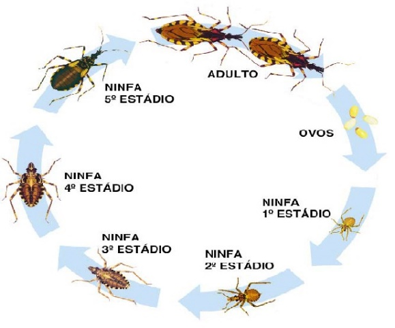 ADULTO
OVOS
NINFA
1º ESTÁDIO
NINFA
2º ESTÁDIO
NINFA
3º ESTÁDIO
NINFA
4º ESTÁDIO
NINFA
5º ESTÁDIO